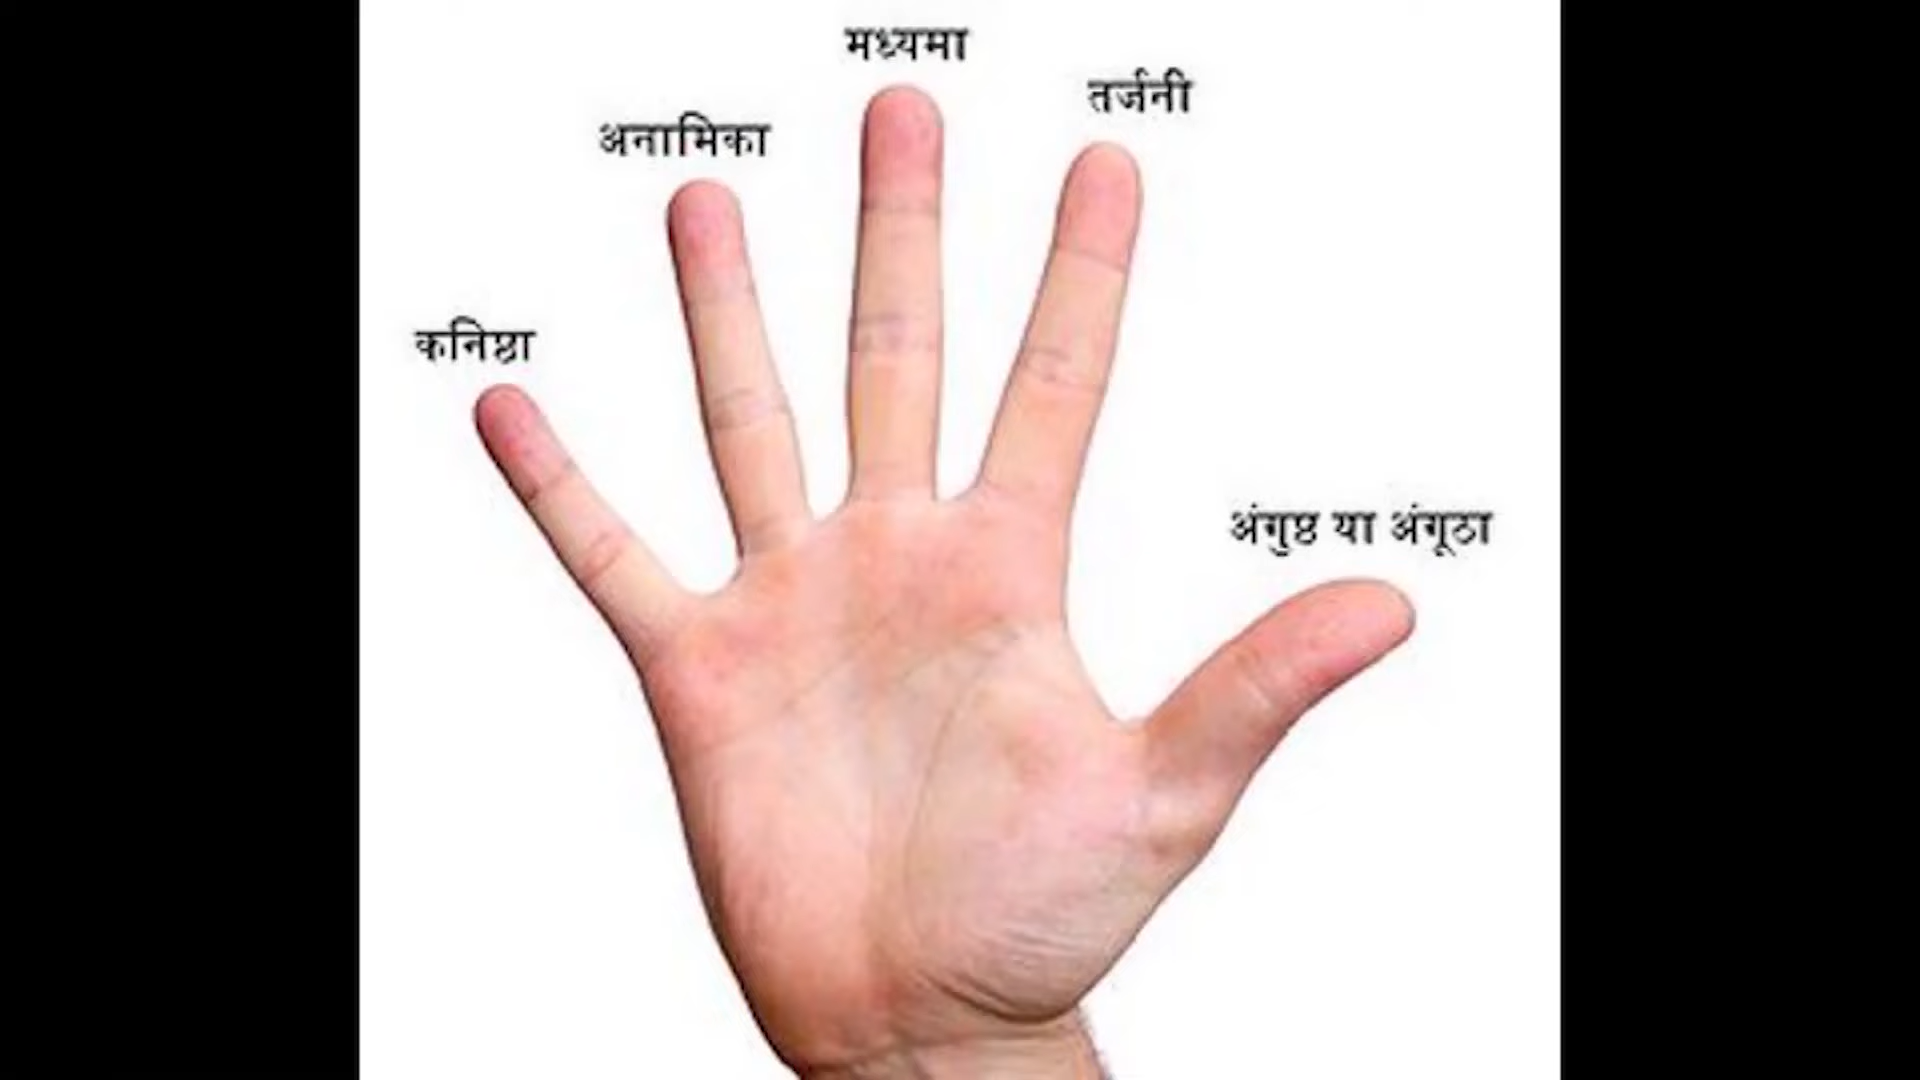 मध्यमा
तर्जनी
अनामिका
कनिष्ठा
अंगुष्ठ या अंगूठा